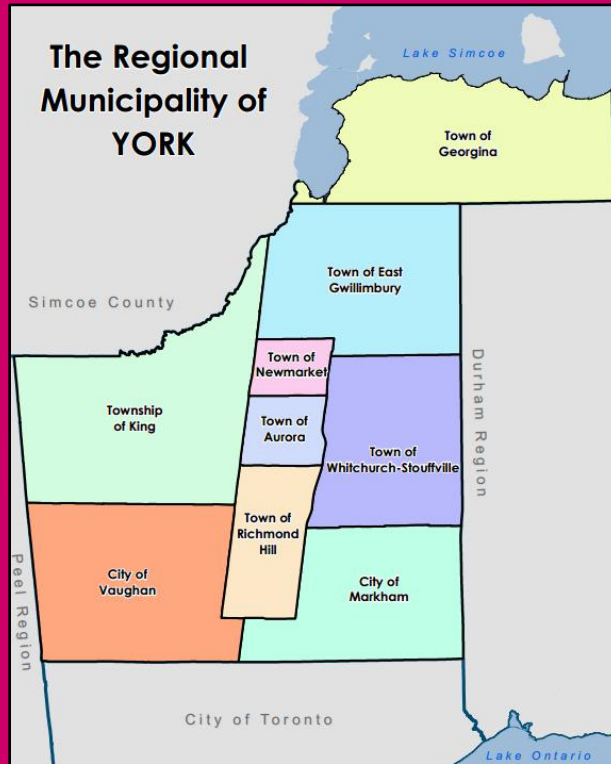 The Regional
Municipality of
YORK
Lake Simcoe
Town of
Georgina
Town of East
Gwillimbury
Simcoe County
Town of
Newmarket
Durham Region
Township
of King
Town of
Aurora
Town of
Whitchurch-Stouffville
Town of
Richmond
Hill
City of
Vaughan
City of
Markham
Peel Region
City of Toronto
Lake Ontario